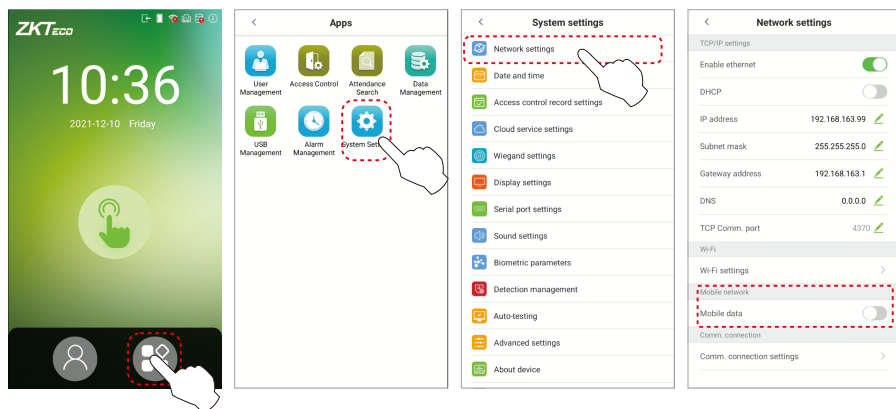 ZKTECO
10:36
2021-12-10 Friday
Apps
User Management
Access Control
Attendance Search
Data Management
USB Management
Alarm Management
System Sett
System settings
Network settings
Date and time
Access control record settings
Cloud service settings
Wiegand settings
Display settings
Serial port settings
Sound settings
Biometric parameters
Detection management
Auto-testing
Advanced settings
About device
Network settings
TCP/IP settings
Enable ethernet
DHCP
IP address 192.168.163.99
Subnet mask 255.255.255.0
Gateway address 192.168.163.1
DNS 0.0.0.0
TCP Comm. port 4370
Wi-Fi
Wi-Fi settings
Mobile network
Mobile data
Comm. connection
Comm. connection settings